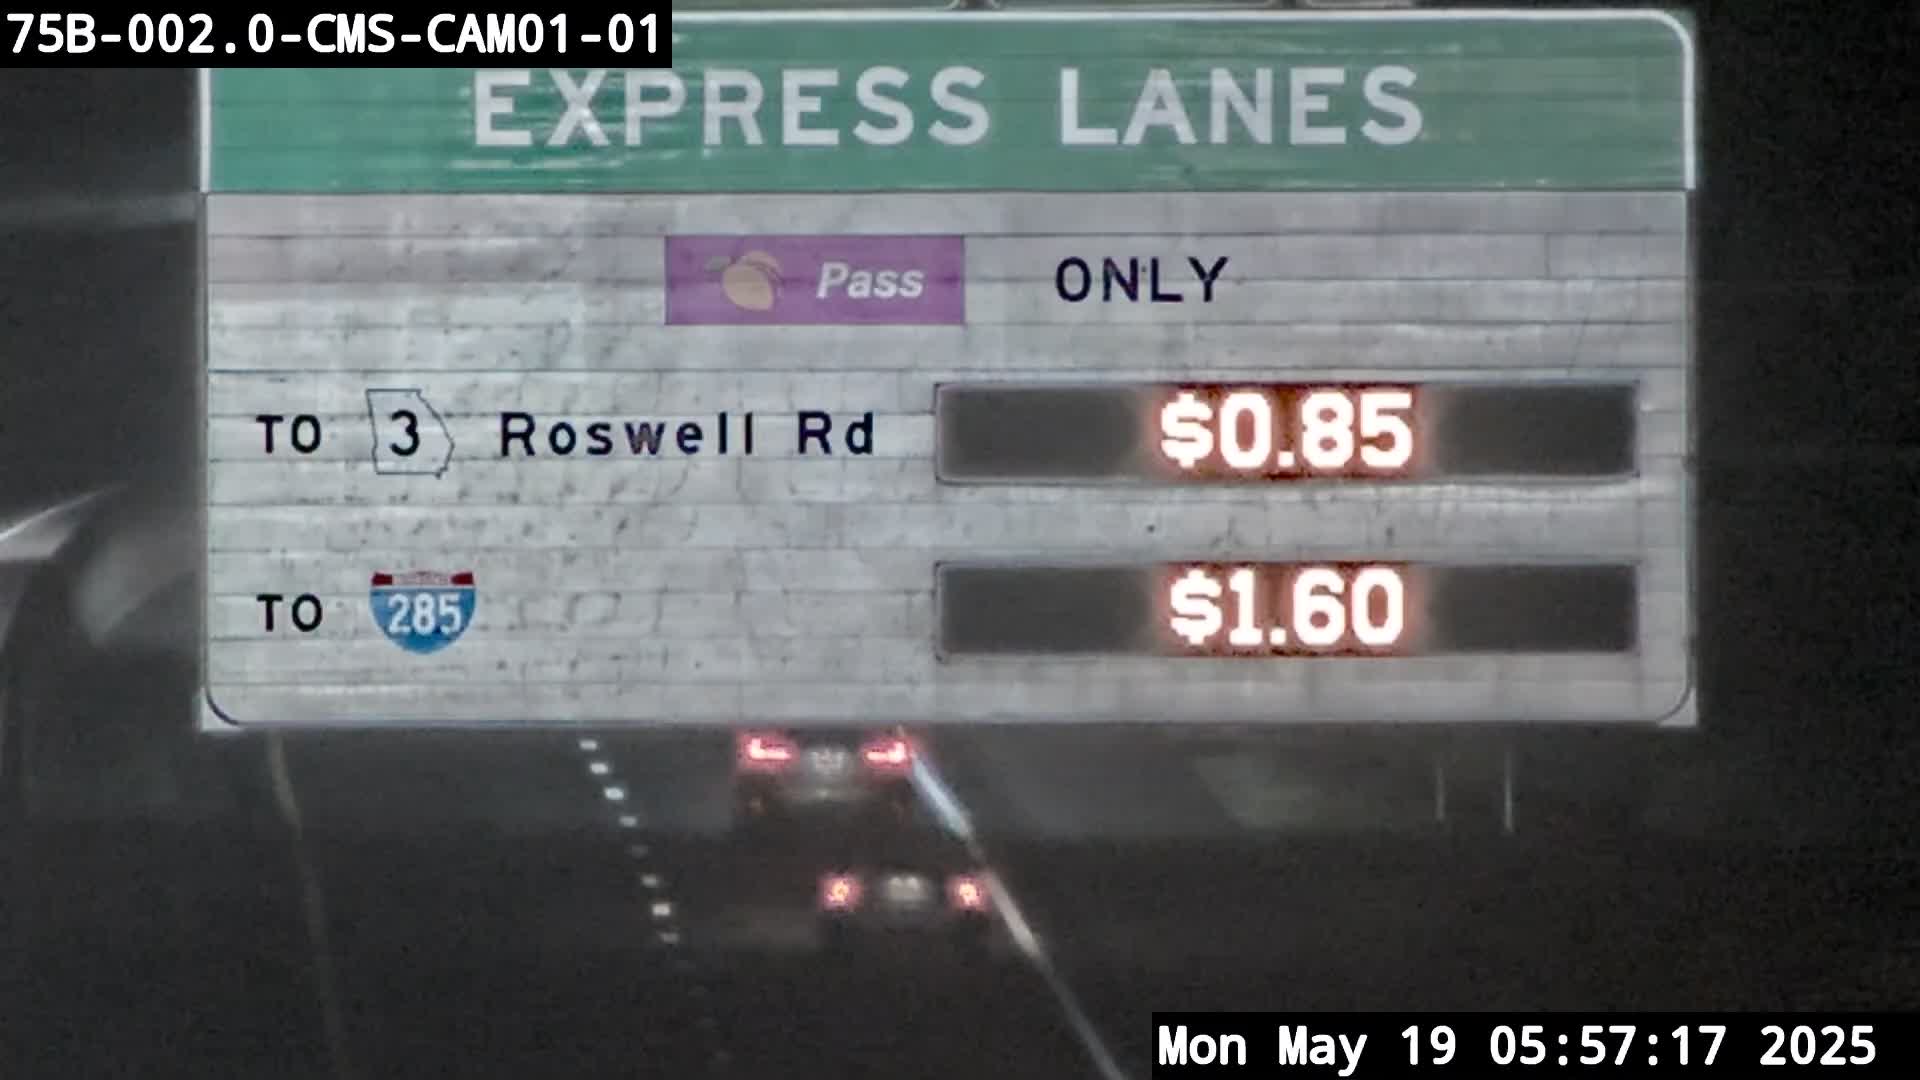 75B-002.0-CMS-CAM01-01
EXPRESS LANES
Pass ONLY
TO 3 Roswell Rd $0.85
TO 285 $1.60
Mon May 19 05:57:17 2025